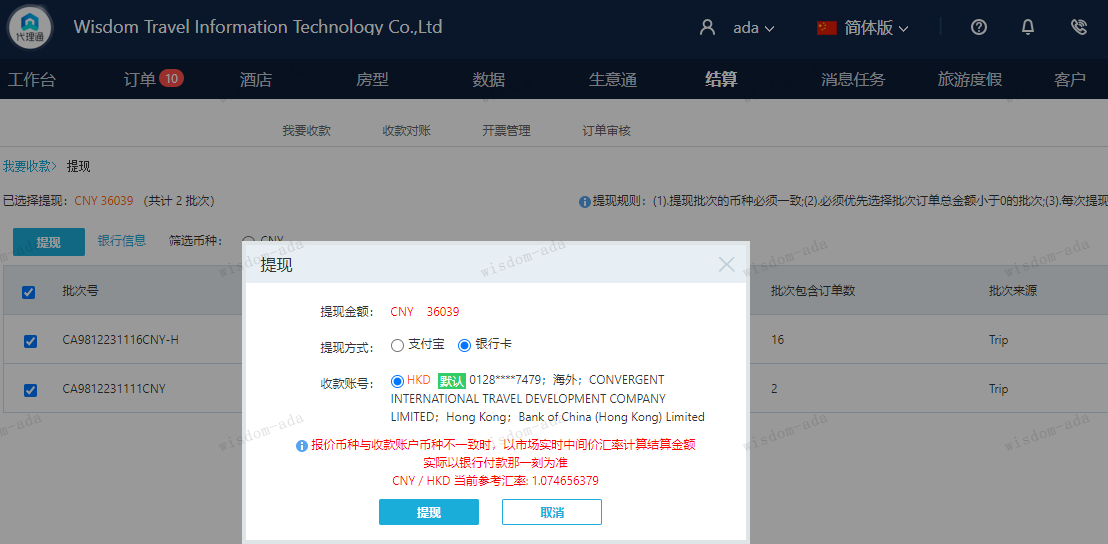 代理通
Wisdom Travel Information Technology Co.,Ltd
ada
简体版
工作台 订单 10 酒店 房型 数据 生意通 结算 消息任务 旅游度假 客户
我要收款 收款对账 开票管理 订单审核
我要收款> 提现
已选择提现：CNY 36039 (共计 2 批次)
提现规则：(1).提现批次的币种必须一致;(2).必须优先选择批次订单总金额小于0的批次;(3).每次提现
提现 银行信息 筛选币种： CNY
批次号 批次包含订单数 批次来源
CA9812231116CNY-H 16 Trip
CA9812231111CNY 2 Trip
提现
提现金额： CNY 36039
提现方式： 支付宝 银行卡
收款账号： HKD 默认 0128****7479；海外；CONVERGENT
INTERNATIONAL TRAVEL DEVELOPMENT COMPANY
LIMITED；Hong Kong；Bank of China (Hong Kong) Limited
报价币种与收款账户币种不一致时，以市场实时中间价汇率计算结算金额
实际以银行付款那一刻为准
CNY / HKD 当前参考汇率: 1.074656379
提现 取消
wisdom-ada
wisdom-ada
wisdom-ada
wisdom-ada
wisdom-ada
wisdom-ada